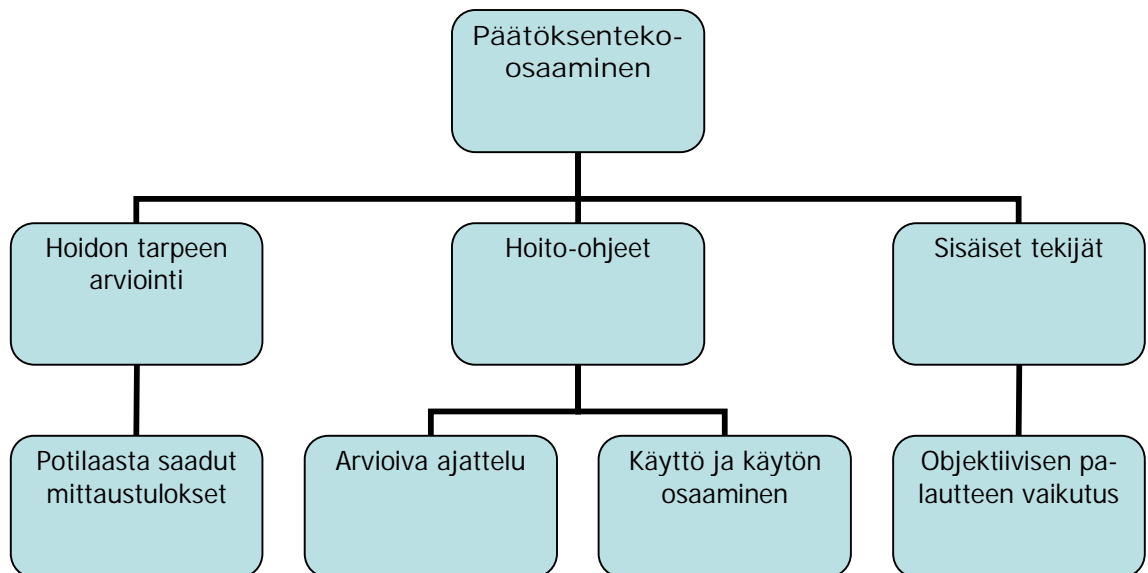 Päätöksenteko-
osaaminen
Hoidon tarpeen
arviointi
Hoito-ohjeet
Sisäiset tekijät
Potilaasta saadut
mittaustulokset
Arvioiva ajattelu
Käyttö ja käytön
osaaminen
Objektiivisen pa-
lautteen vaikutus